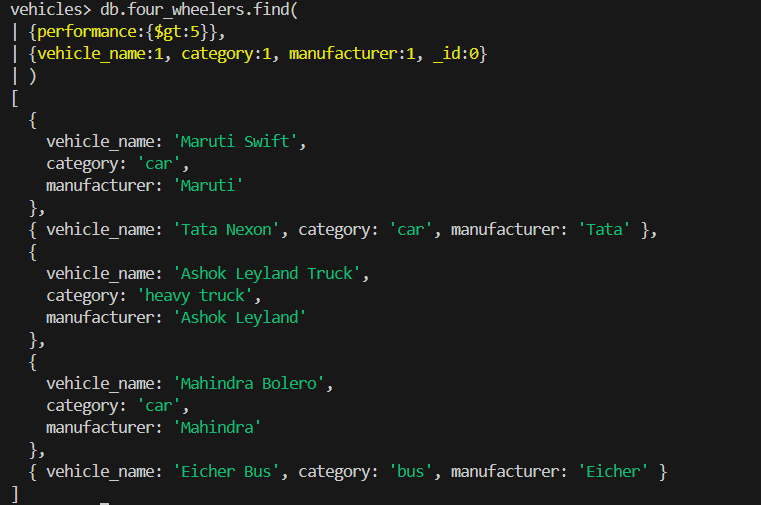 vehicles> db.four_wheelers.find(
| {performance:{$gt:5}},
| {vehicle_name:1, category:1, manufacturer:1, _id:0}
| )
[
  {
    vehicle_name: 'Maruti Swift',
    category: 'car',
    manufacturer: 'Maruti'
  },
  { vehicle_name: 'Tata Nexon', category: 'car', manufacturer: 'Tata' },
  {
    vehicle_name: 'Ashok Leyland Truck',
    category: 'heavy truck',
    manufacturer: 'Ashok Leyland'
  },
  {
    vehicle_name: 'Mahindra Bolero',
    category: 'car',
    manufacturer: 'Mahindra'
  },
  { vehicle_name: 'Eicher Bus', category: 'bus', manufacturer: 'Eicher' }
]